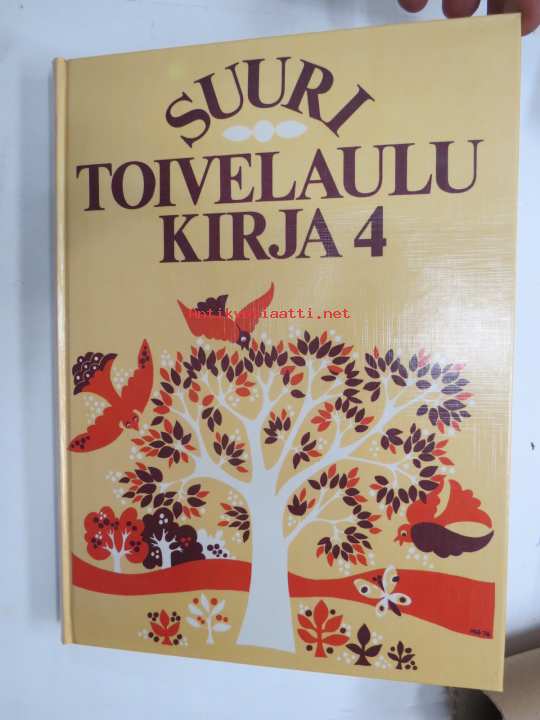 SUURI
TOIVELAULU
KIRJA 4
Antikvariaatti.net